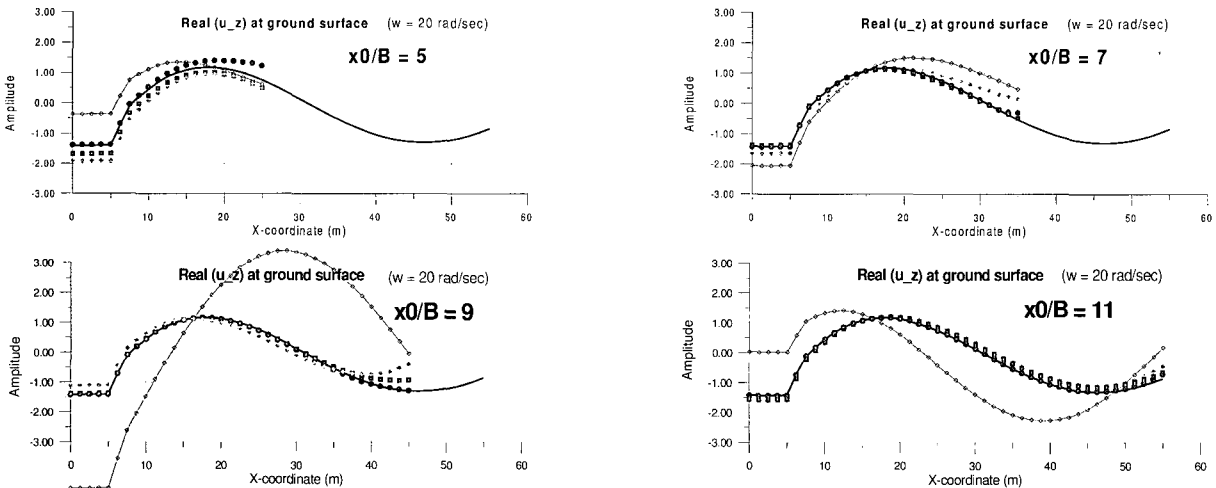 Real (u_z) at ground surface (w = 20 rad/sec)
x0/B = 5
Amplitude
3.00
2.00
1.00
0.00
-1.00
-2.00
-3.00
0 10 20 30 40 50 60
X-coordinate (m)
Real (u_z) at ground surface (w = 20 rad/sec)
x0/B = 7
Amplitude
3.00
2.00
1.00
0.00
-1.00
-2.00
-3.00
0 10 20 30 40 50 60
X-coordinate (m)
Real (u_z) at ground surface (w = 20 rad/sec)
x0/B = 9
Amplitude
3.00
2.00
1.00
0.00
-1.00
-2.00
-3.00
0 10 20 30 40 50 60
X-coordinate (m)
Real (u_z) at ground surface (w = 20 rad/sec)
x0/B = 11
Amplitude
3.00
2.00
1.00
0.00
-1.00
-2.00
-3.00
0 10 20 30 40 50 60
X-coordinate (m)